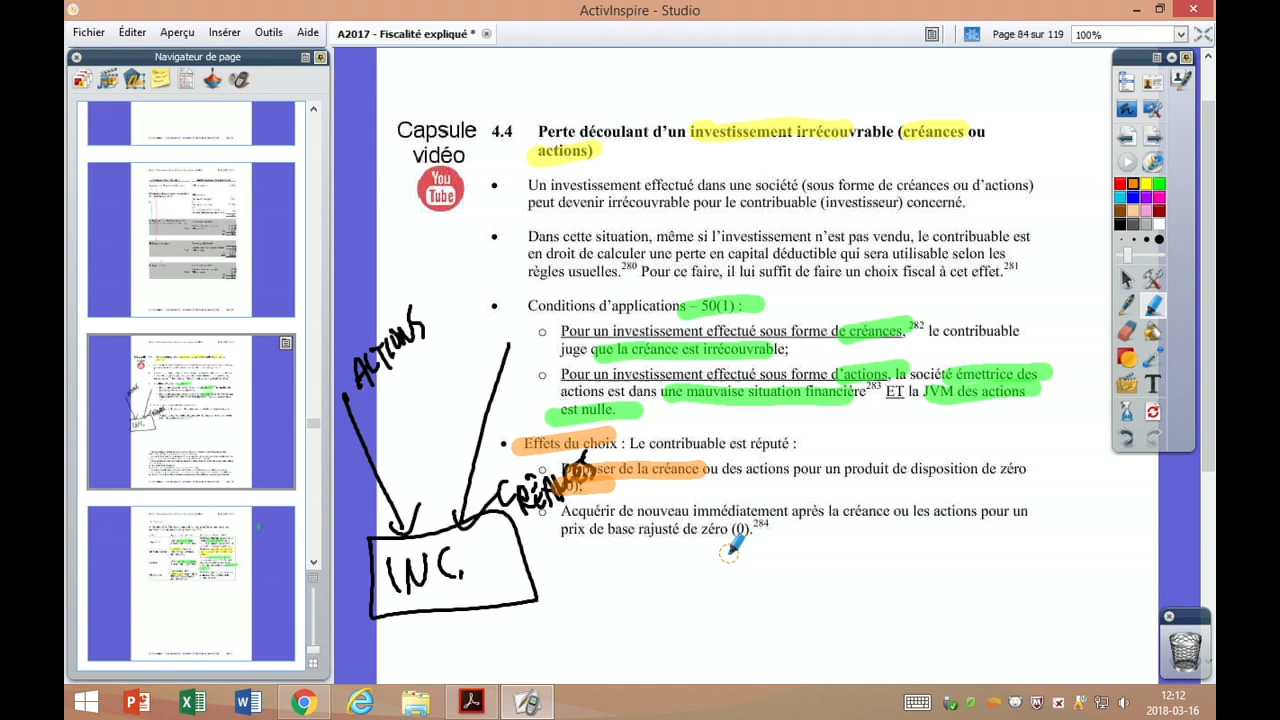 ActivInspire - Studio
Fichier Éditer Aperçu Insérer Outils Aide
A2017 - Fiscalité expliqué *
Page 84 sur 119
100%
Navigateur de page
Capsule vidéo
You Tube
4.4 Perte découlant d'un investissement irrécouvrable (créances ou
actions)
• Un investissement effectué dans une société (sous forme de créances ou d'actions)
peut devenir irrécouvrable pour le contribuable (investisseur) concerné.
• Dans cette situation, même si l'investissement n'est pas vendu, le contribuable est
en droit de calculer une perte en capital déductible qui sera utilisable selon les
règles usuelles.280 Pour ce faire, il lui suffit de faire un choix fiscal à cet effet.281
• Conditions d'applications – 50(1) :
o Pour un investissement effectué sous forme de créances,282 le contribuable
juge que la créance est irrécouvrable;
o Pour un investissement effectué sous forme d'actions, la société émettrice des
actions est dans une mauvaise situation financière283 ET la JVM des actions
est nulle.
• Effets du choix : Le contribuable est réputé :
o Disposer de la créance ou des actions pour un produit de disposition de zéro
(0);
o Acquérir de nouveau immédiatement après la créance ou les actions pour un
prix de base rajusté de zéro (0).284
ACTIONS
CRÉANCES
INC.
12:12
2018-03-16